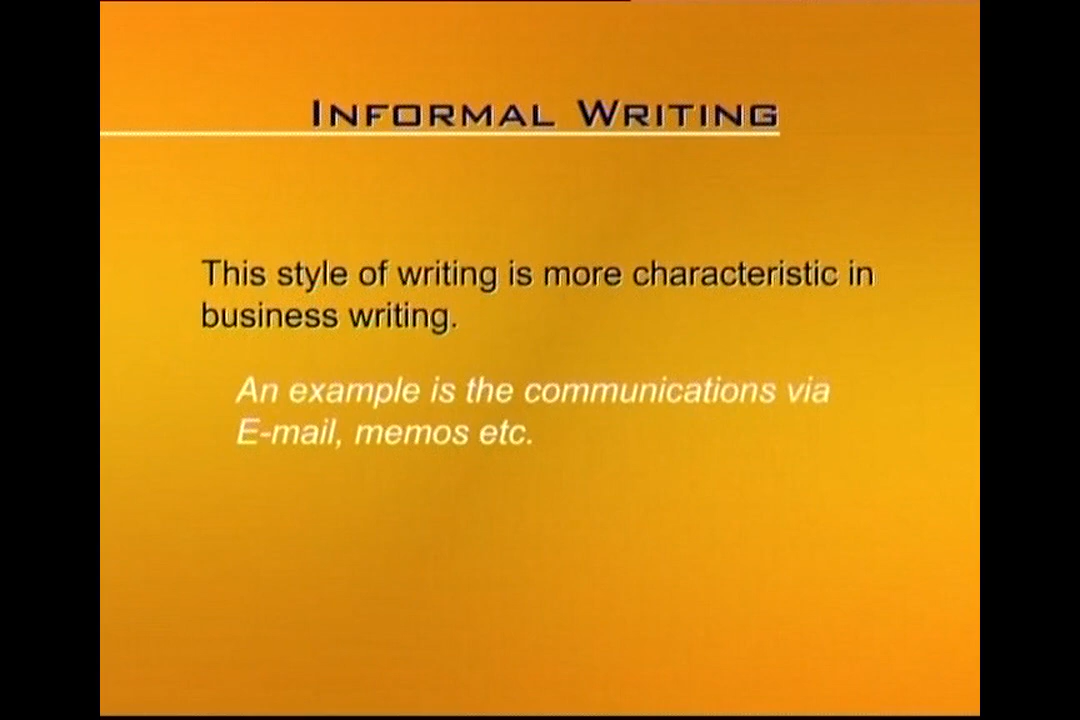 INFORMAL WRITING
This style of writing is more characteristic in
business writing.
An example is the communications via
E-mail, memos etc.